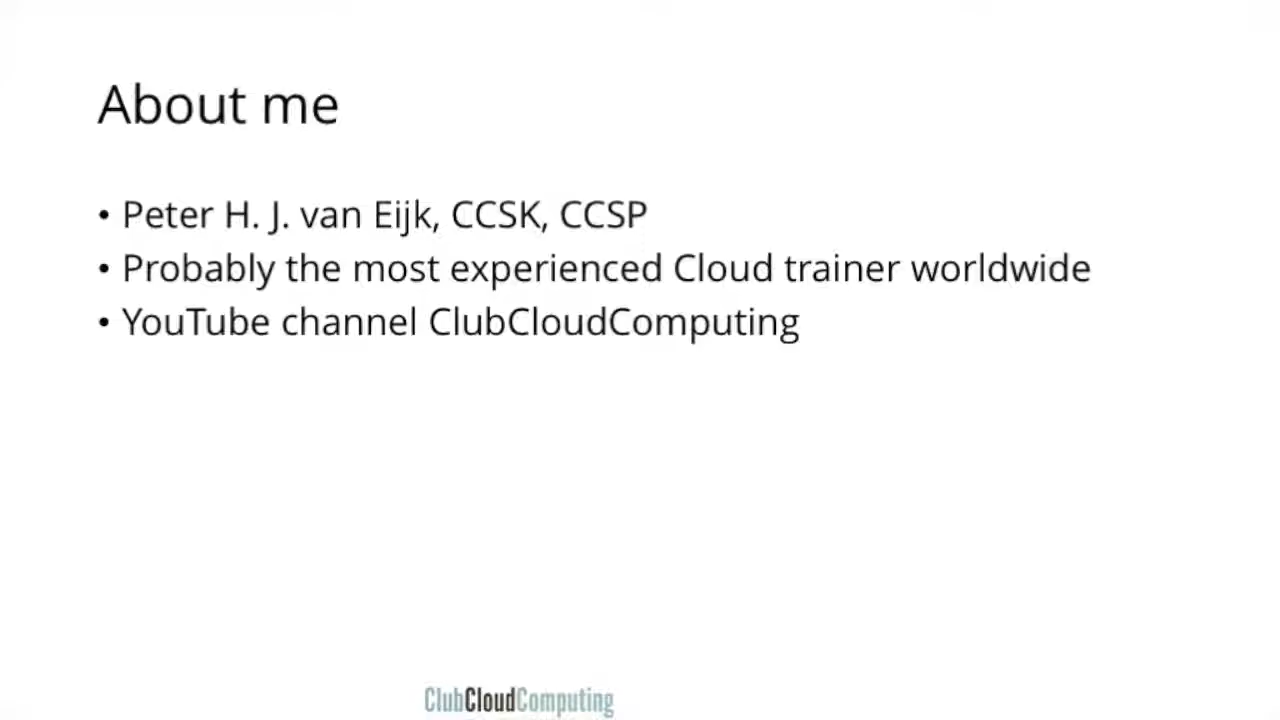 About me
• Peter H. J. van Eijk, CCSK, CCSP
• Probably the most experienced Cloud trainer worldwide
• YouTube channel ClubCloudComputing
ClubCloudComputing